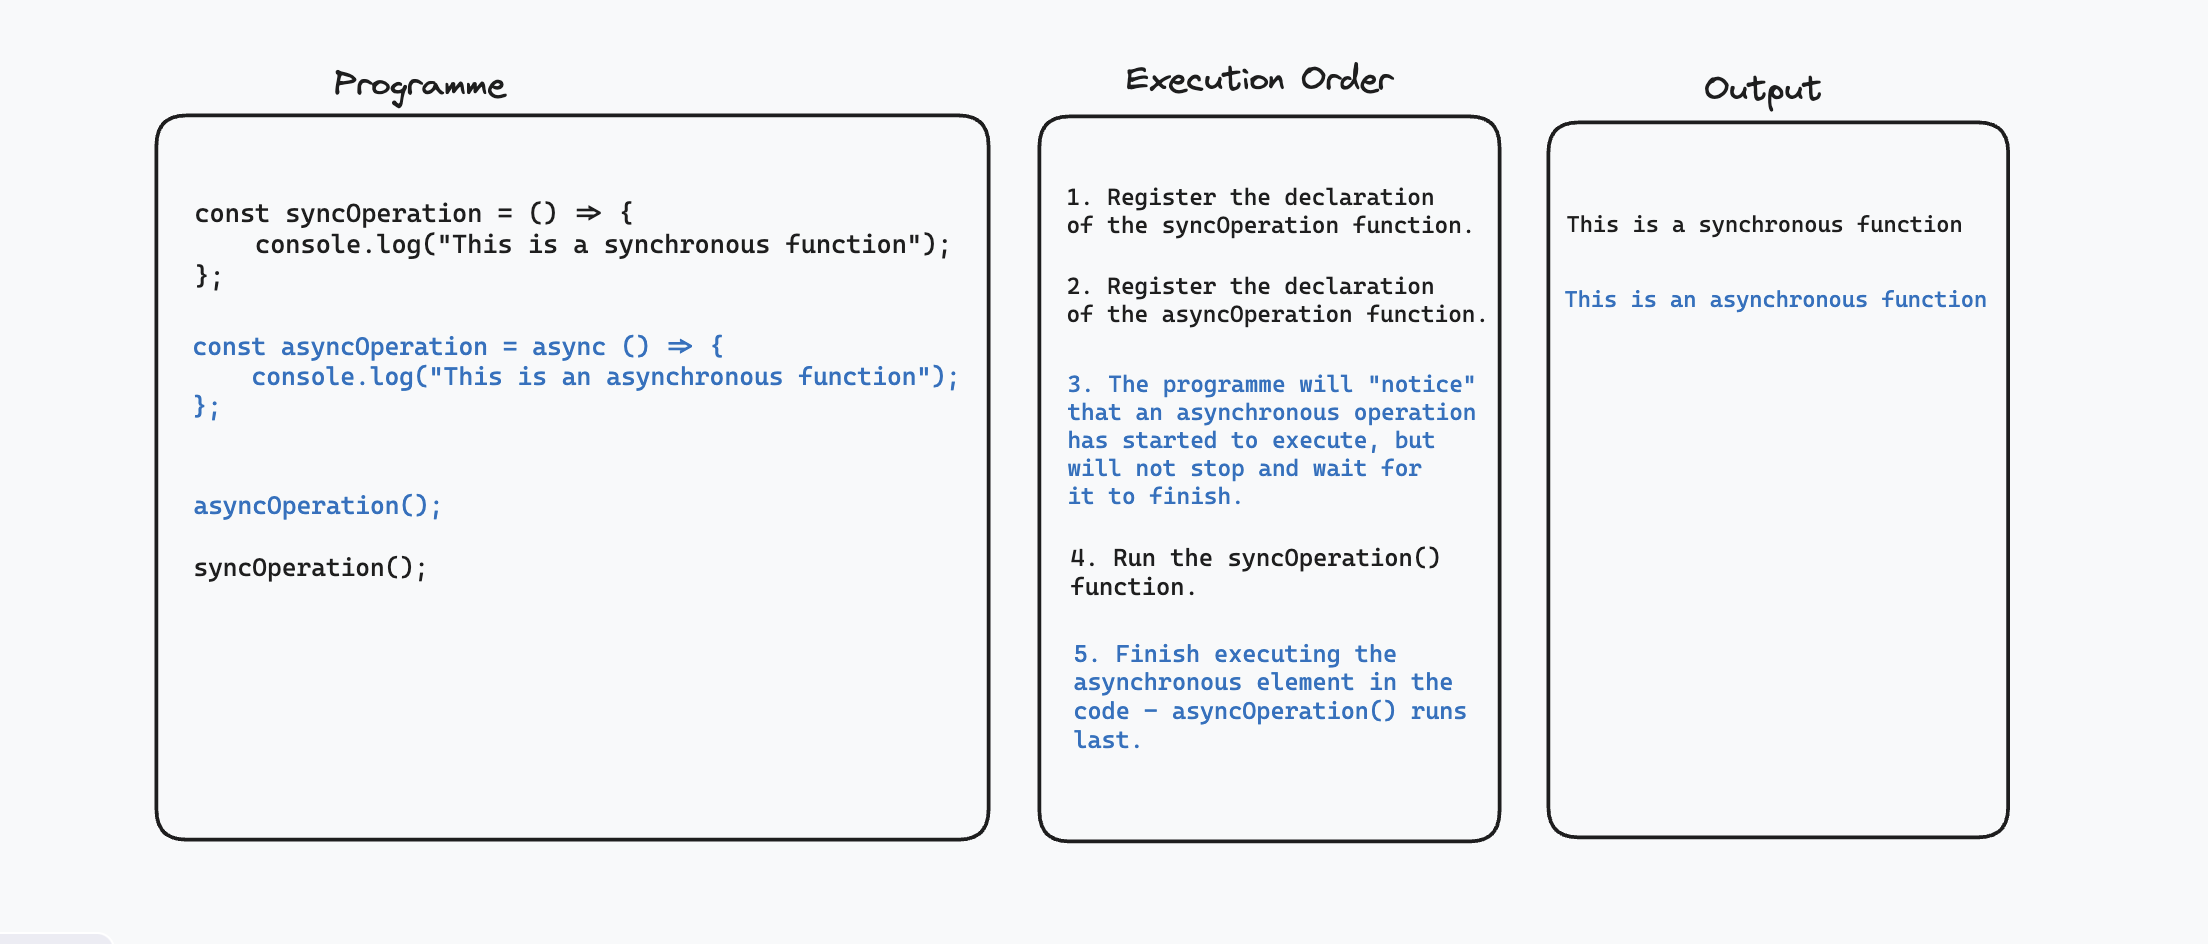 Programme
const syncOperation = () => {
console.log("This is a synchronous function");
};
const asyncOperation = async () => {
console.log("This is an asynchronous function");
};
asyncOperation();
syncOperation();
Execution Order
1. Register the declaration
of the syncOperation function.
2. Register the declaration
of the asyncOperation function.
3. The programme will "notice"
that an asynchronous operation
has started to execute, but
will not stop and wait for
it to finish.
4. Run the syncOperation()
function.
5. Finish executing the
asynchronous element in the
code – asyncOperation() runs
last.
Output
This is a synchronous function
This is an asynchronous function